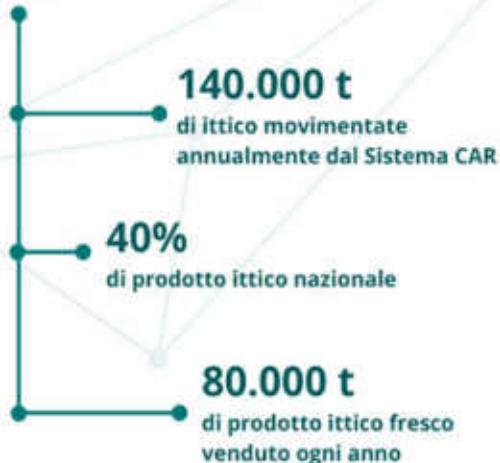 140.000 t
di ittico movimentate
annualmente dal Sistema CAR
40%
di prodotto ittico nazionale
80.000 t
di prodotto ittico fresco
venduto ogni anno